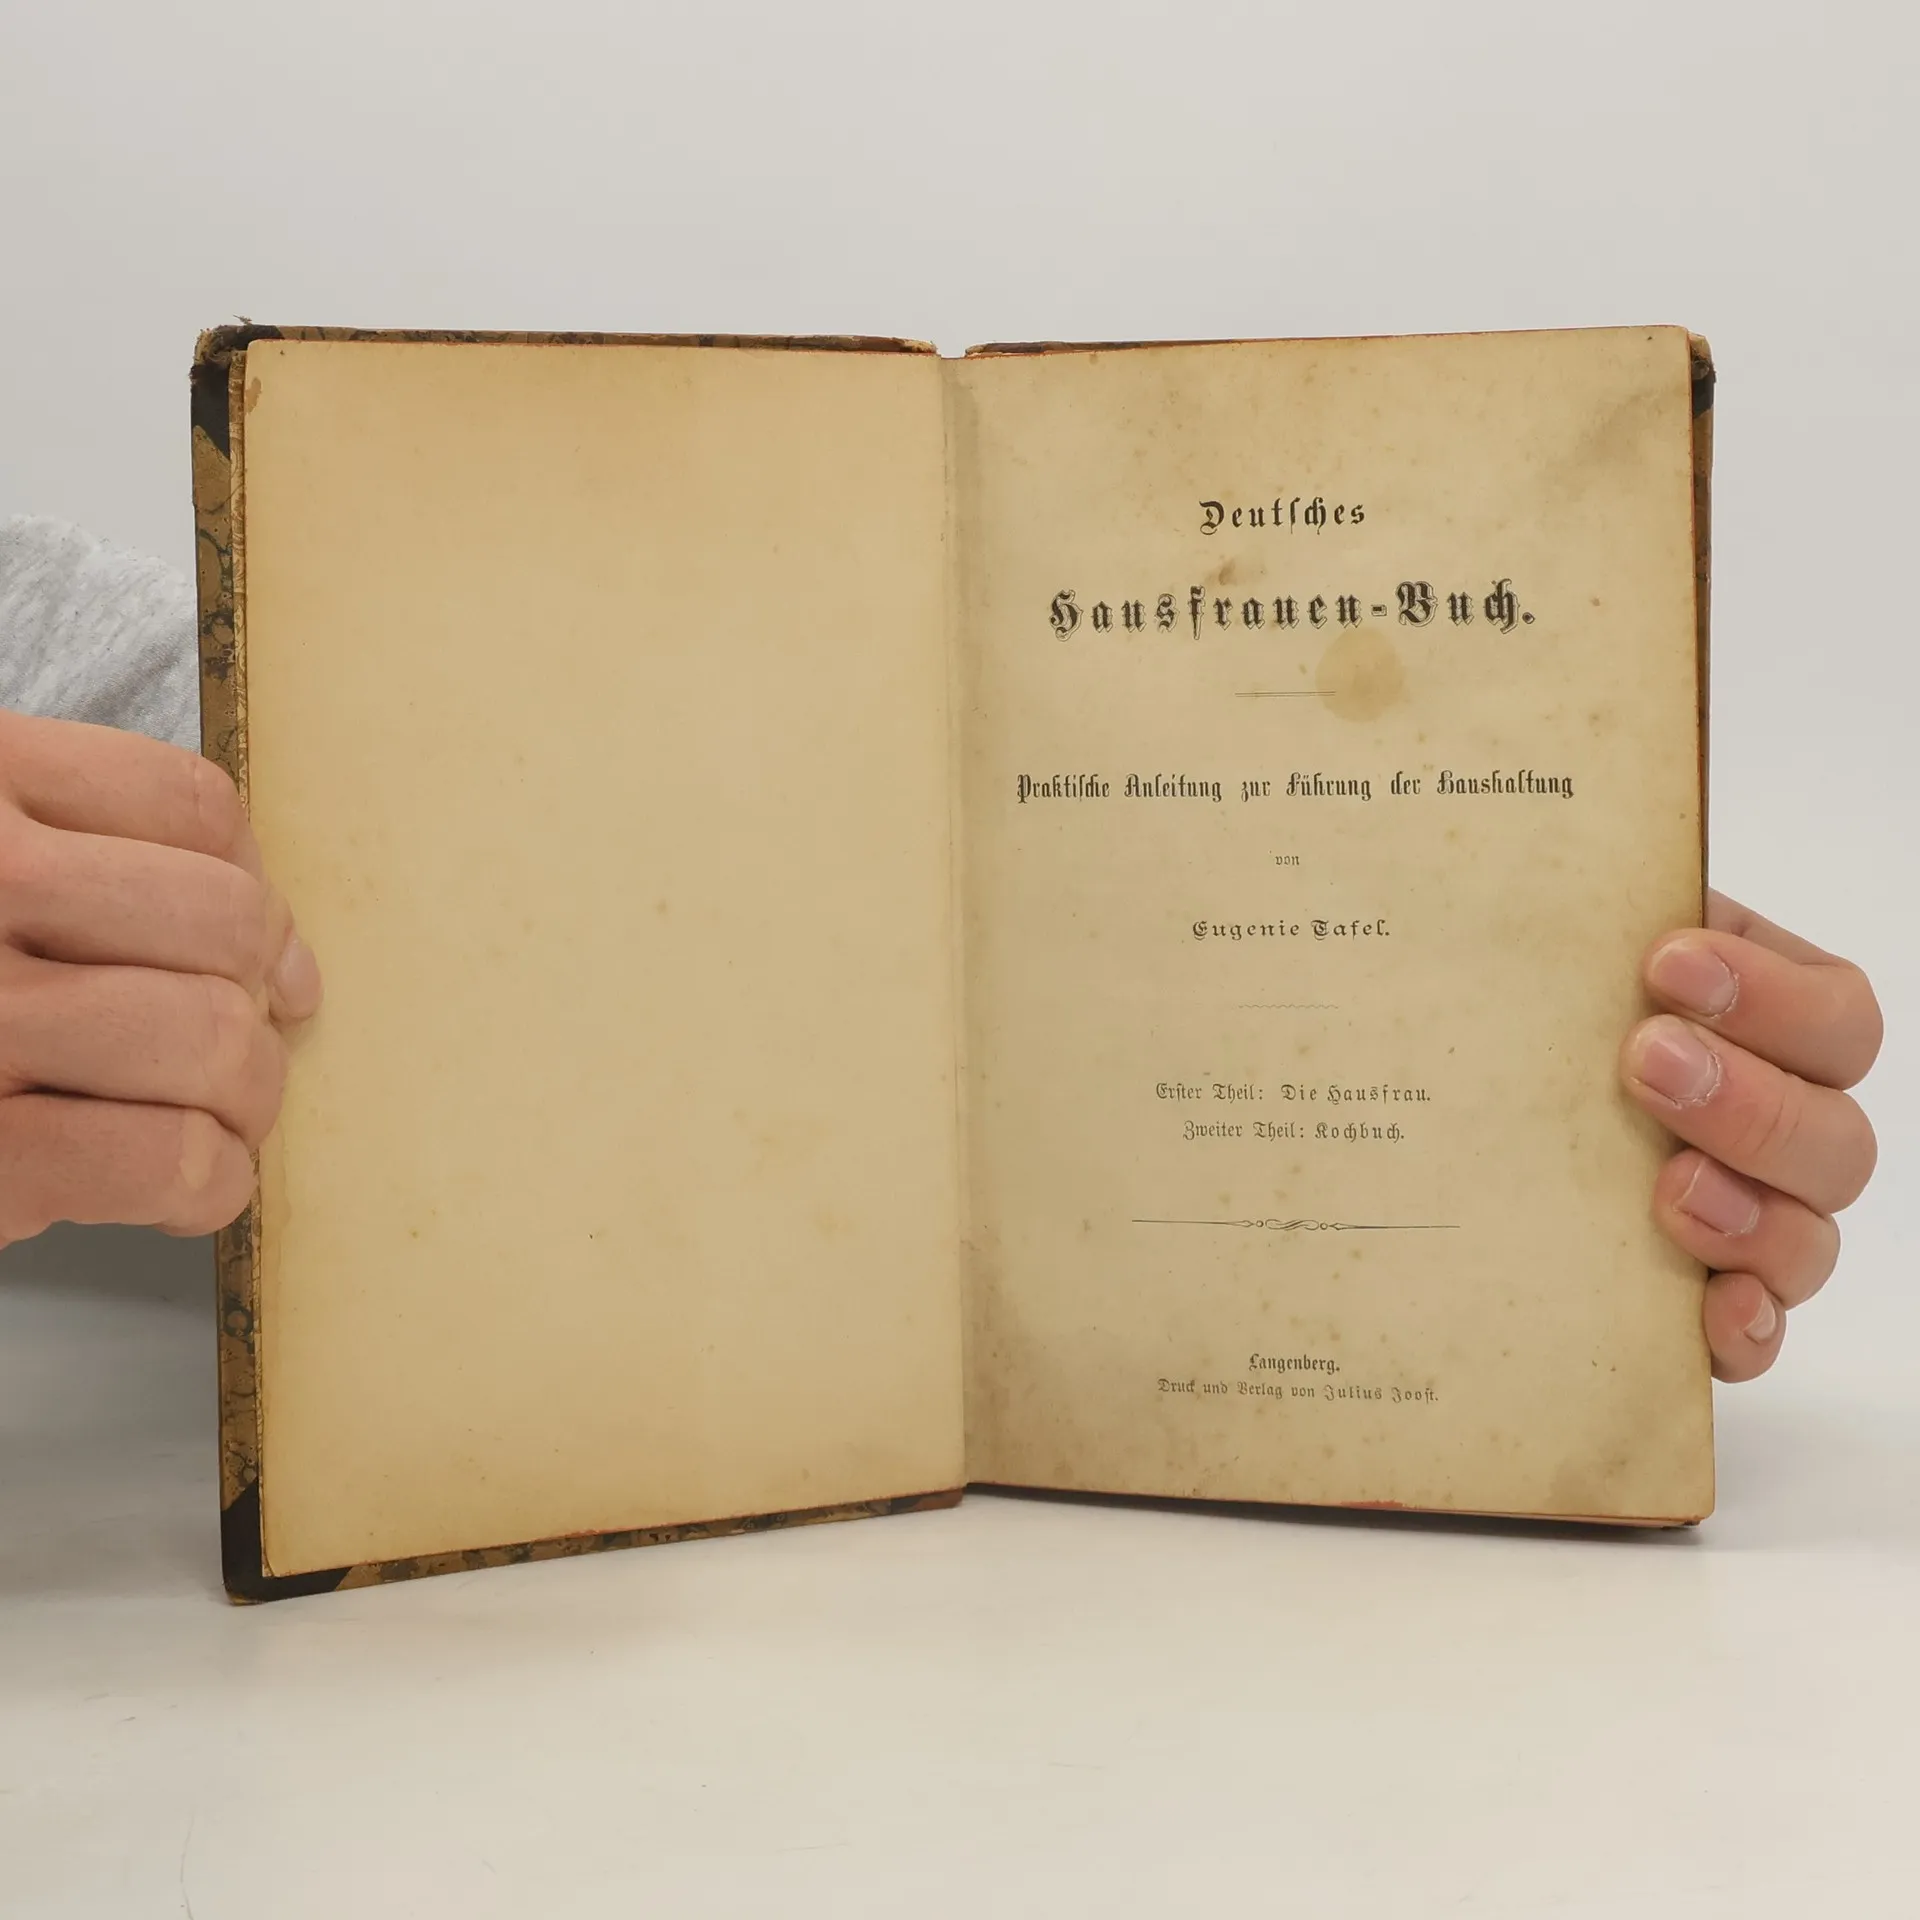 Deutſches
Hausfrauen-Buch.
Praktiſche Anleitung zur Führung der Haushaltung
von
Eugenie Tafel.
Erſter Theil: Die Hausfrau.
Zweiter Theil: Kochbuch.
Langenberg.
Druck und Verlag von Julius Jooſt.